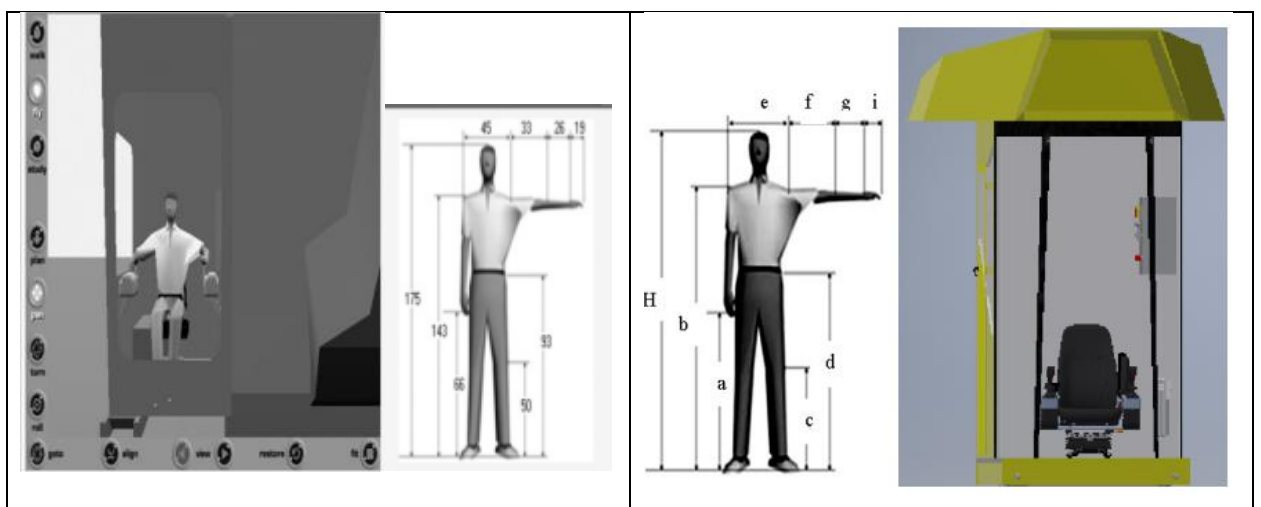 walk
study
plan
pan
turn
roll
goto
align
view
restore
fit
45 33 26 19
175
143
93
66
50
e f g i
H
b
a
d
c